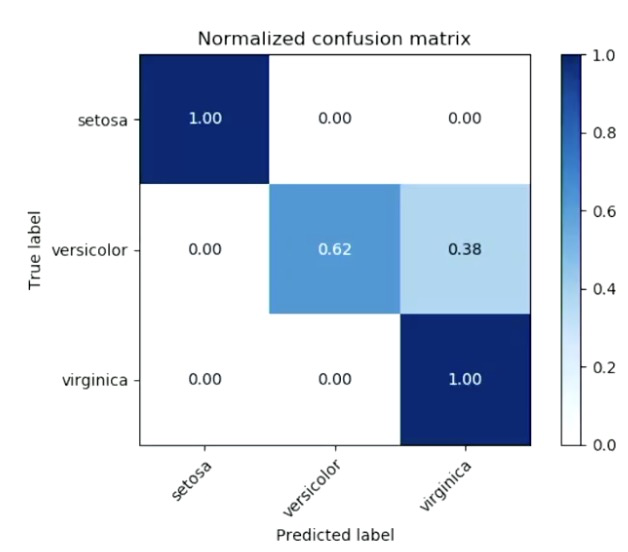 Normalized confusion matrix
1.0
setosa 1.00 0.00 0.00
0.8
0.6
True label
versicolor 0.00 0.62 0.38
0.4
0.2
virginica 0.00 0.00 1.00
0.0
setosa versicolor virginica
Predicted label